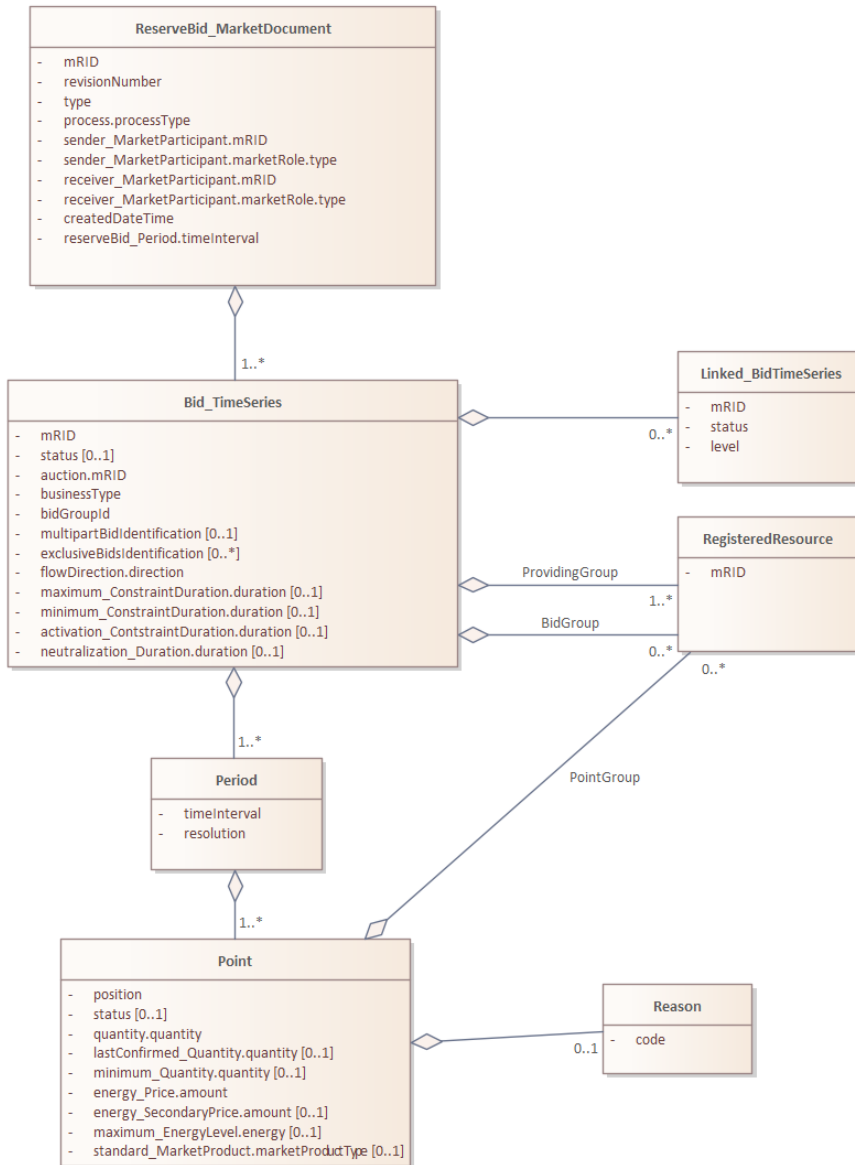 ReserveBid_MarketDocument
- mRID
- revisionNumber
- type
- process.processType
- sender_MarketParticipant.mRID
- sender_MarketParticipant.marketRole.type
- receiver_MarketParticipant.mRID
- receiver_MarketParticipant.marketRole.type
- createdDateTime
- reserveBid_Period.timeInterval
1..*
Bid_TimeSeries
- mRID
- status [0..1]
- auction.mRID
- businessType
- bidGroupId
- multipartBidIdentification [0..1]
- exclusiveBidsIdentification [0..*]
- flowDirection.direction
- maximum_ConstraintDuration.duration [0..1]
- minimum_ConstraintDuration.duration [0..1]
- activation_ContstraintDuration.duration [0..1]
- neutralization_Duration.duration [0..1]
Linked_BidTimeSeries
- mRID
- status
- level
0..*
RegisteredResource
- mRID
ProvidingGroup
1..*
BidGroup
0..*
0..*
PointGroup
1..*
Period
- timeInterval
- resolution
1..*
Point
- position
- status [0..1]
- quantity.quantity
- lastConfirmed_Quantity.quantity [0..1]
- minimum_Quantity.quantity [0..1]
- energy_Price.amount
- energy_SecondaryPrice.amount [0..1]
- maximum_EnergyLevel.energy [0..1]
- standard_MarketProduct.marketProductType [0..1]
Reason
- code
0..1